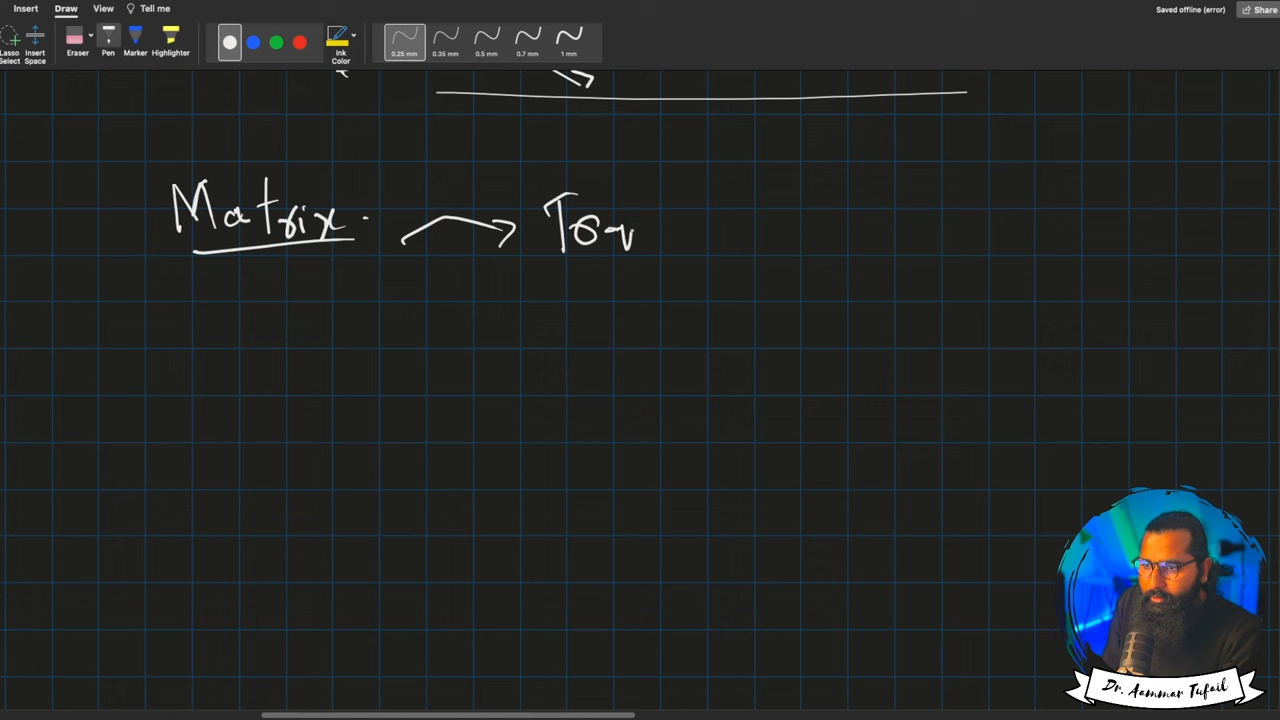 Insert Draw View Tell me Saved offline (error) Share
Lasso Select Insert Space Eraser Pen Marker Highlighter Ink Color 0.25 mm 0.35 mm 0.5 mm 0.7 mm 1 mm
Matrix.
Dr. Aammar Tufail